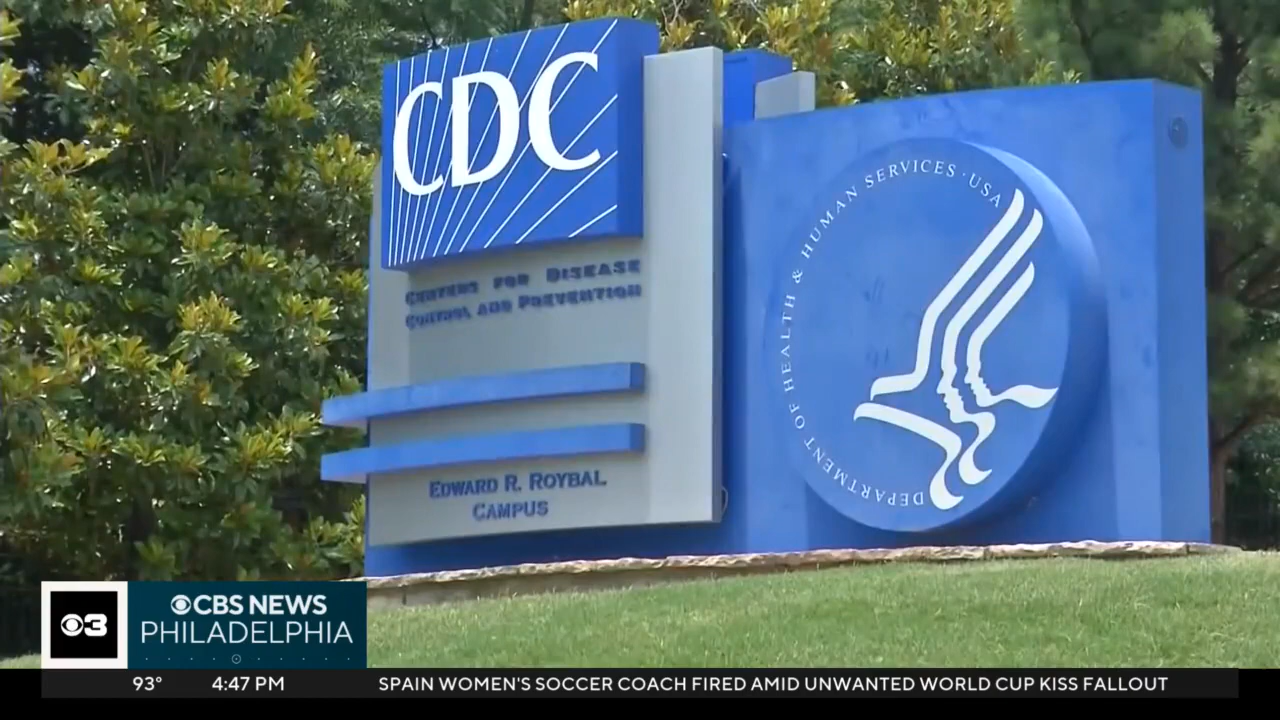 CDC
CENTERS FOR DISEASE
CONTROL AND PREVENTION
EDWARD R. ROYBAL
CAMPUS
DEPARTMENT OF HEALTH & HUMAN SERVICES · USA
3
CBS NEWS
PHILADELPHIA
93° 4:47 PM SPAIN WOMEN'S SOCCER COACH FIRED AMID UNWANTED WORLD CUP KISS FALLOUT